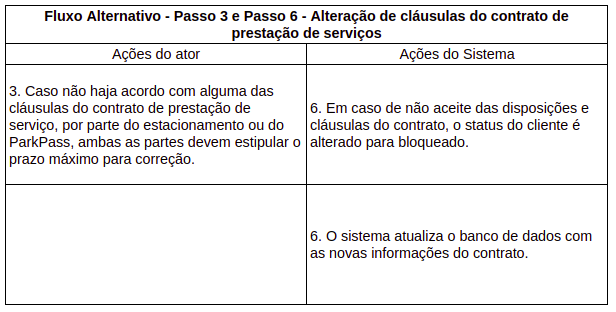 Fluxo Alternativo - Passo 3 e Passo 6 - Alteração de cláusulas do contrato de
prestação de serviços
Ações do ator
Ações do Sistema
3. Caso não haja acordo com alguma das
cláusulas do contrato de prestação de
serviço, por parte do estacionamento ou do
ParkPass, ambas as partes devem estipular o
prazo máximo para correção.
6. Em caso de não aceite das disposições e
cláusulas do contrato, o status do cliente é
alterado para bloqueado.
6. O sistema atualiza o banco de dados com
as novas informações do contrato.